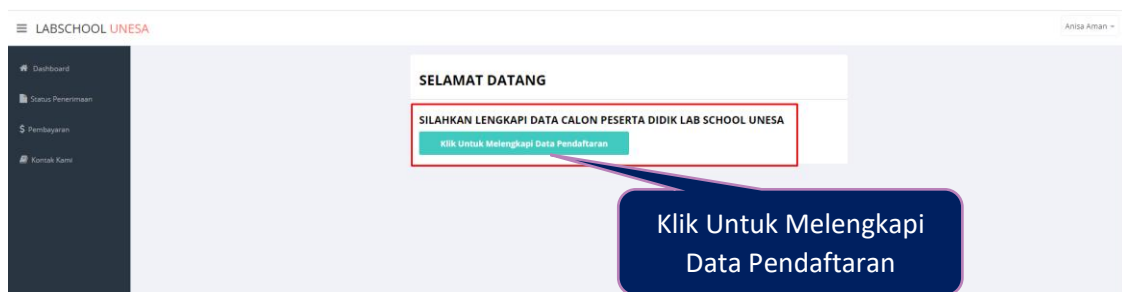 LABSCHOOL UNESA
Anisa Aman
Dashboard
Status Penerimaan
Pembayaran
Kontak Kami
SELAMAT DATANG
SILAHKAN LENGKAPI DATA CALON PESERTA DIDIK LAB SCHOOL UNESA
Klik Untuk Melengkapi Data Pendaftaran
Klik Untuk Melengkapi
Data Pendaftaran